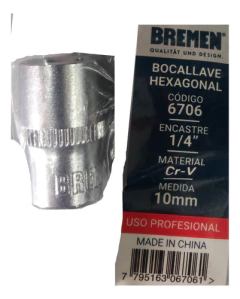 BREMEN®
QUALITÄT UND DESIGN
BOCALLAVE
HEXAGONAL
CÓDIGO
6706
ENCASTRE
1/4"
MATERIAL
Cr-V
MEDIDA
10mm
USO PROFESIONAL
MADE IN CHINA
7 795163 067061 >
BRE